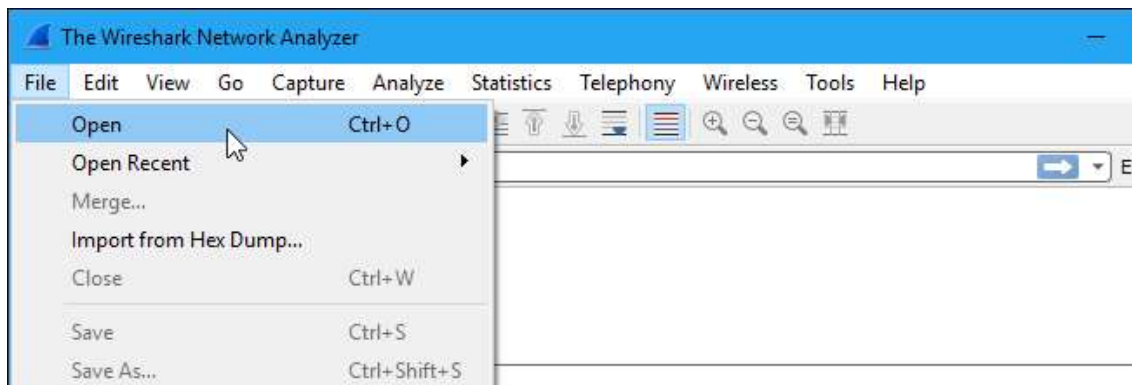 The Wireshark Network Analyzer
File Edit View Go Capture Analyze Statistics Telephony Wireless Tools Help
Open Ctrl+O
Open Recent
E
Merge...
Import from Hex Dump...
Close Ctrl+W
Save Ctrl+S
Save As... Ctrl+Shift+S